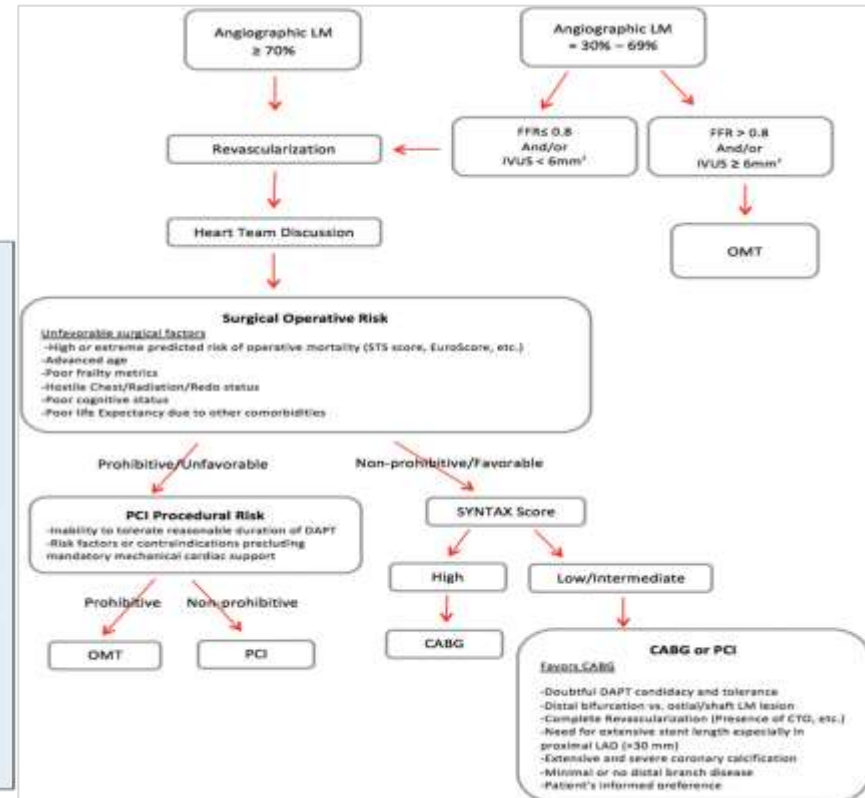 Angiographic LM
≥ 70%
Angiographic LM
= 30% – 69%
Revascularization
FFR≤ 0.8
And/or
IVUS < 6mm²
FFR > 0.8
And/or
IVUS ≥ 6mm²
Heart Team Discussion
OMT
Surgical Operative Risk
Unfavorable surgical factors
-High or extreme predicted risk of operative mortality (STS score, EuroScore, etc.)
-Advanced age
-Poor frailty metrics
-Hostile Chest/Radiation/Redo status
-Poor cognitive status
-Poor life Expectancy due to other comorbidities
Prohibitive/Unfavorable
Non-prohibitive/Favorable
PCI Procedural Risk
-Inability to tolerate reasonable duration of DAPT
-Risk factors or contraindications precluding
mandatory mechanical cardiac support
SYNTAX Score
High
Low/Intermediate
Prohibitive
Non-prohibitive
OMT
PCI
CABG
CABG or PCI
Favors CABG
-Doubtful DAPT candidacy and tolerance
-Distal bifurcation vs. ostial/shaft LM lesion
-Complete Revascularization (Presence of CTO, etc.)
-Need for extensive stent length especially in
proximal LAD (>30 mm)
-Extensive and severe coronary calcification
-Minimal or no distal branch disease
-Patient's informed preference